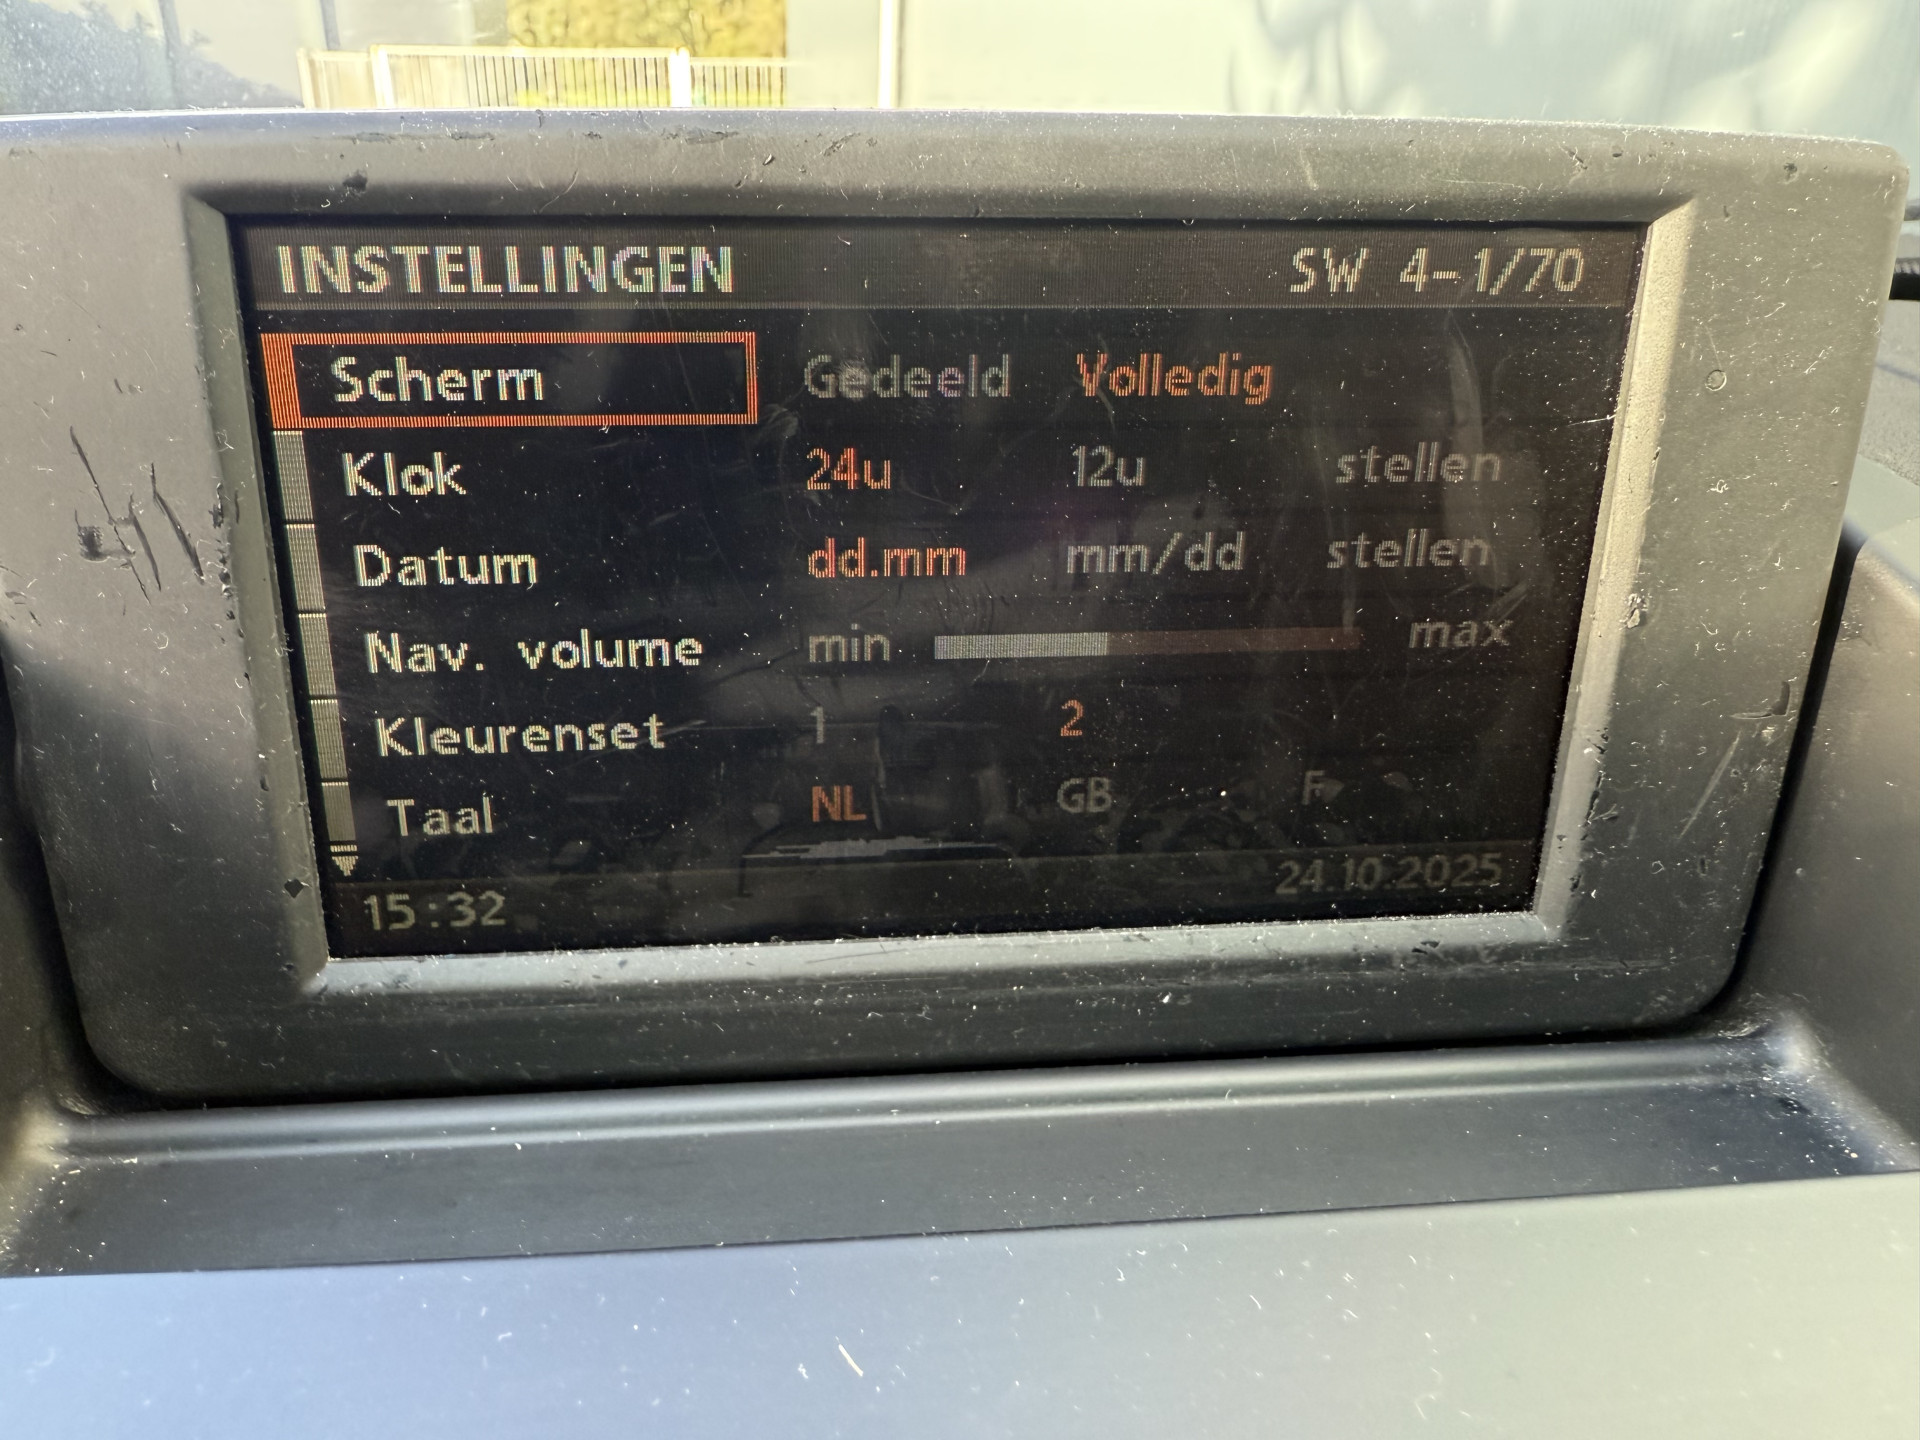 INSTELLINGEN SW 4-1/70
Scherm Gedeeld Volledig
Klok 24u 12u stellen
Datum dd.mm mm/dd stellen
Nav. volume min max
Kleurenset 1 2
Taal NL GB F
15:32 24.10.2025